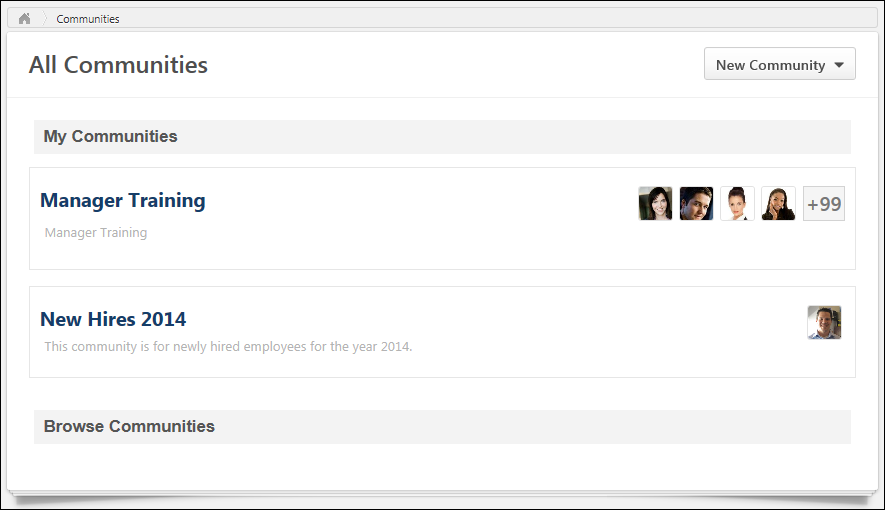 Communities
All Communities
New Community
My Communities
Manager Training
+99
Manager Training
New Hires 2014
This community is for newly hired employees for the year 2014.
Browse Communities